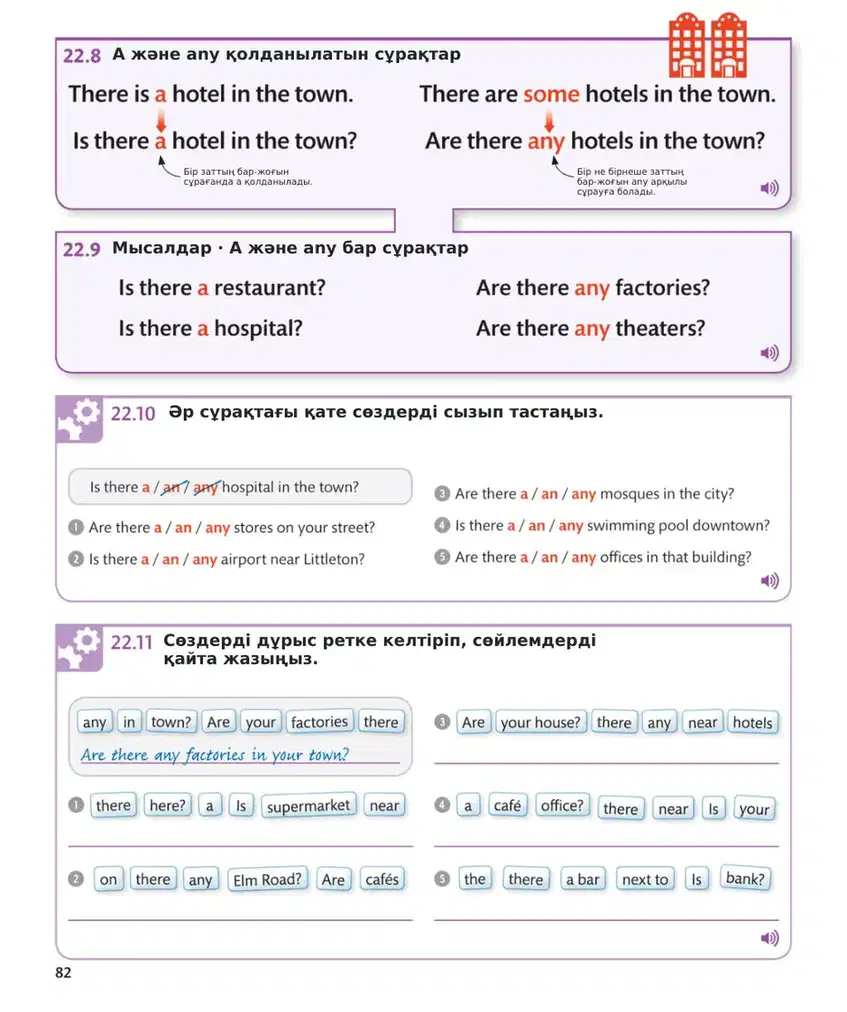 22.8 А және any қолданылатын сұрақтар
There is a hotel in the town.
Is there a hotel in the town?
Бір заттың бар-жоғын
сұрағанда a қолданылады.
There are some hotels in the town.
Are there any hotels in the town?
Бір не бірнеше заттың
бар-жоғын any арқылы
сұрауға болады.
22.9 Мысалдар · А және any бар сұрақтар
Is there a restaurant?
Is there a hospital?
Are there any factories?
Are there any theaters?
22.10 Әр сұрақтағы қате сөздерді сызып тастаңыз.
Is there a / an / any hospital in the town?
1 Are there a / an / any stores on your street?
2 Is there a / an / any airport near Littleton?
3 Are there a / an / any mosques in the city?
4 Is there a / an / any swimming pool downtown?
5 Are there a / an / any offices in that building?
22.11 Сөздерді дұрыс ретке келтіріп, сөйлемдерді
қайта жазыңыз.
any in town? Are your factories there
Are there any factories in your town?
1 there here? a Is supermarket near
2 on there any Elm Road? Are cafés
3 Are your house? there any near hotels
4 a café office? there near Is your
5 the there a bar next to Is bank?
82